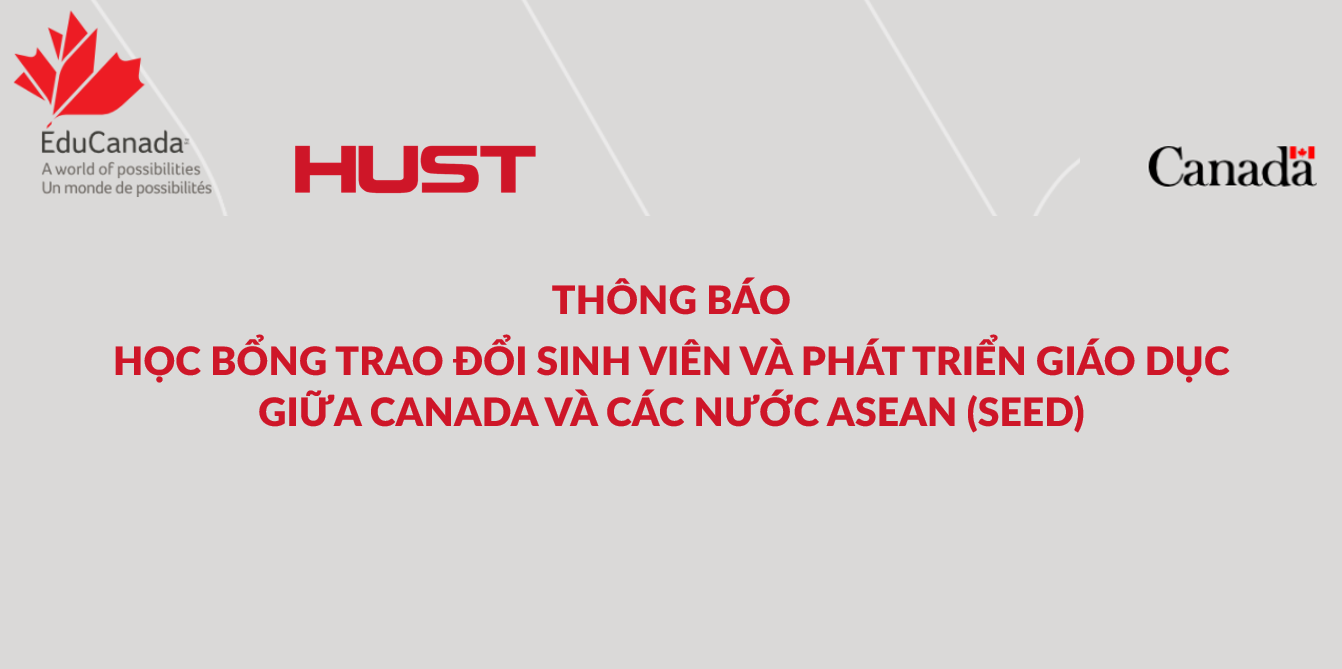 EduCanada
A world of possibilities
Un monde de possibilités
HUST
Canada
THÔNG BÁO
HỌC BỔNG TRAO ĐỔI SINH VIÊN VÀ PHÁT TRIỂN GIÁO DỤC
GIỮA CANADA VÀ CÁC NƯỚC ASEAN (SEED)